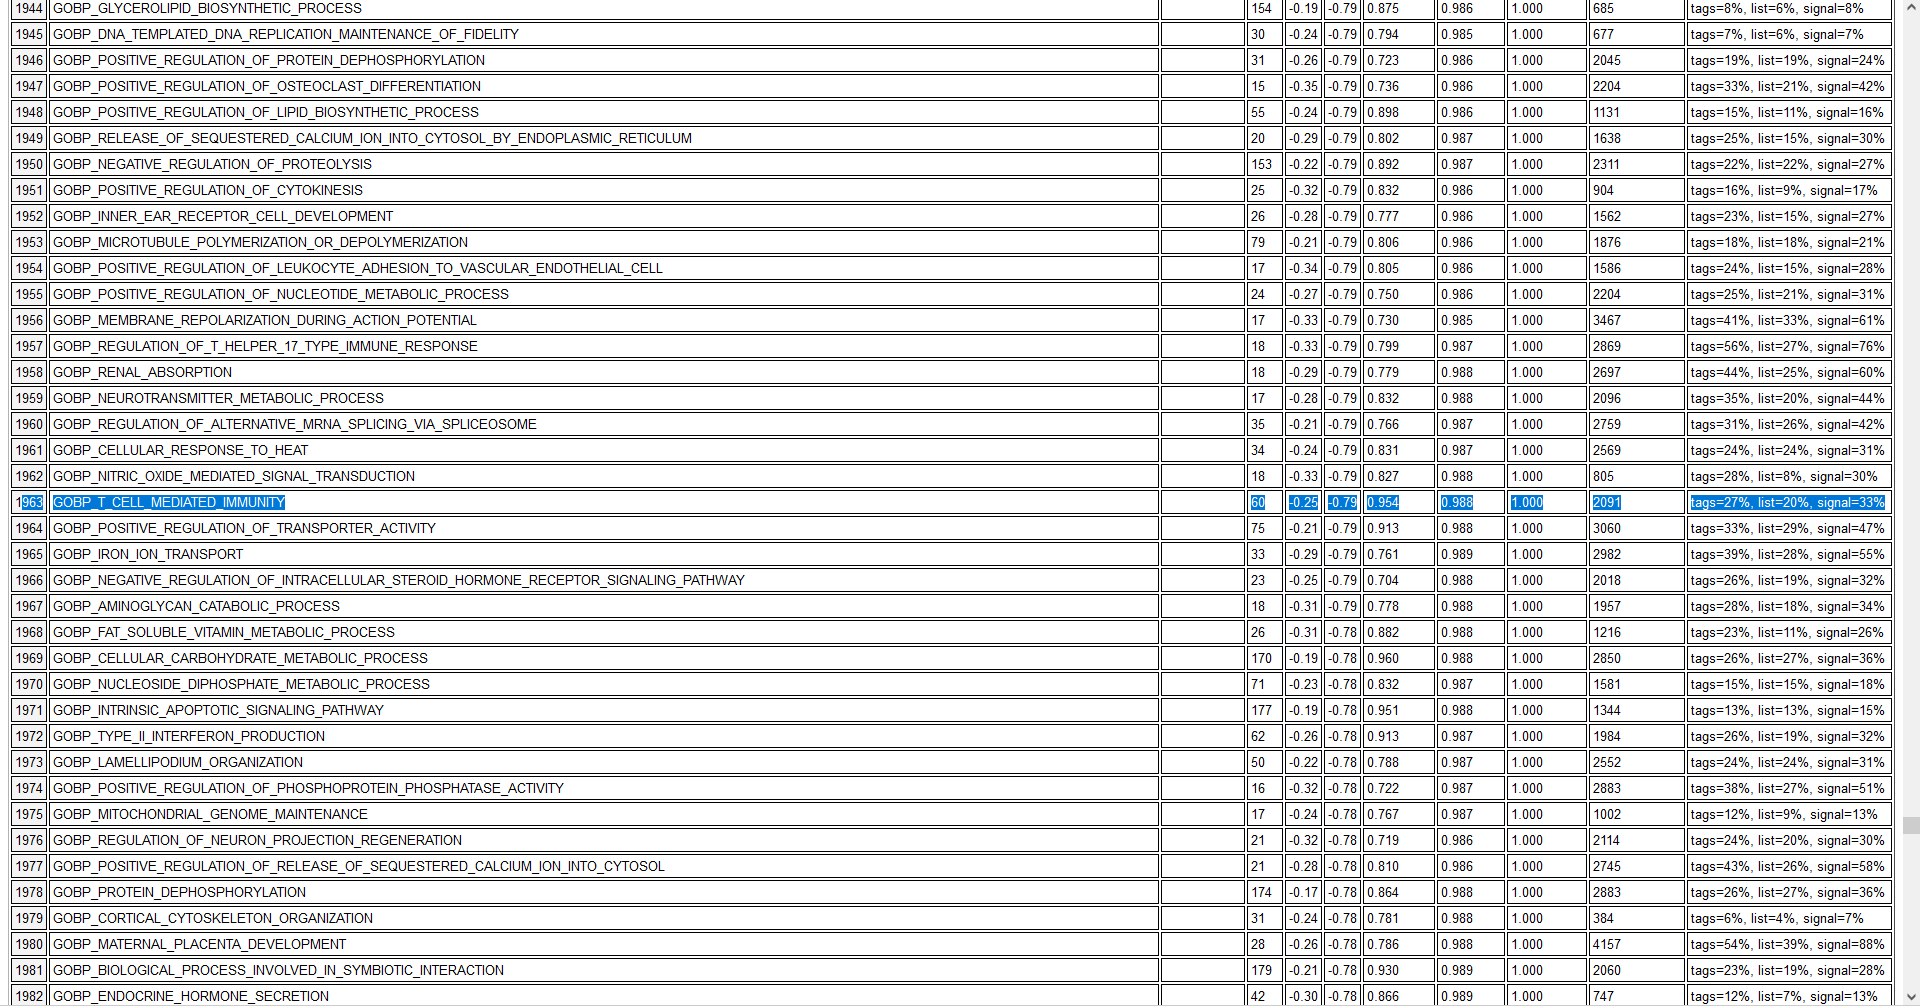 1944 GOBP_GLYCEROLIPID_BIOSYNTHETIC_PROCESS 154 -0.19 -0.79 0.875 0.986 1.000 685 tags=8%, list=6%, signal=8%
1945 GOBP_DNA_TEMPLATED_DNA_REPLICATION_MAINTENANCE_OF_FIDELITY 30 -0.24 -0.79 0.794 0.985 1.000 677 tags=7%, list=6%, signal=7%
1946 GOBP_POSITIVE_REGULATION_OF_PROTEIN_DEPHOSPHORYLATION 31 -0.26 -0.79 0.723 0.986 1.000 2045 tags=19%, list=19%, signal=24%
1947 GOBP_POSITIVE_REGULATION_OF_OSTEOCLAST_DIFFERENTIATION 15 -0.35 -0.79 0.736 0.986 1.000 2204 tags=33%, list=21%, signal=42%
1948 GOBP_POSITIVE_REGULATION_OF_LIPID_BIOSYNTHETIC_PROCESS 55 -0.24 -0.79 0.898 0.986 1.000 1131 tags=15%, list=11%, signal=16%
1949 GOBP_RELEASE_OF_SEQUESTERED_CALCIUM_ION_INTO_CYTOSOL_BY_ENDOPLASMIC_RETICULUM 20 -0.29 -0.79 0.802 0.987 1.000 1638 tags=25%, list=15%, signal=30%
1950 GOBP_NEGATIVE_REGULATION_OF_PROTEOLYSIS 153 -0.22 -0.79 0.892 0.987 1.000 2311 tags=22%, list=22%, signal=27%
1951 GOBP_POSITIVE_REGULATION_OF_CYTOKINESIS 25 -0.32 -0.79 0.832 0.986 1.000 904 tags=16%, list=9%, signal=17%
1952 GOBP_INNER_EAR_RECEPTOR_CELL_DEVELOPMENT 26 -0.28 -0.79 0.777 0.986 1.000 1562 tags=23%, list=15%, signal=27%
1953 GOBP_MICROTUBULE_POLYMERIZATION_OR_DEPOLYMERIZATION 79 -0.21 -0.79 0.806 0.986 1.000 1876 tags=18%, list=18%, signal=21%
1954 GOBP_POSITIVE_REGULATION_OF_LEUKOCYTE_ADHESION_TO_VASCULAR_ENDOTHELIAL_CELL 17 -0.34 -0.79 0.805 0.986 1.000 1586 tags=24%, list=15%, signal=28%
1955 GOBP_POSITIVE_REGULATION_OF_NUCLEOTIDE_METABOLIC_PROCESS 24 -0.27 -0.79 0.750 0.986 1.000 2204 tags=25%, list=21%, signal=31%
1956 GOBP_MEMBRANE_REPOLARIZATION_DURING_ACTION_POTENTIAL 17 -0.33 -0.79 0.730 0.985 1.000 3467 tags=41%, list=33%, signal=61%
1957 GOBP_REGULATION_OF_T_HELPER_17_TYPE_IMMUNE_RESPONSE 18 -0.33 -0.79 0.799 0.987 1.000 2869 tags=56%, list=27%, signal=76%
1958 GOBP_RENAL_ABSORPTION 18 -0.29 -0.79 0.779 0.988 1.000 2697 tags=44%, list=25%, signal=60%
1959 GOBP_NEUROTRANSMITTER_METABOLIC_PROCESS 17 -0.28 -0.79 0.832 0.988 1.000 2096 tags=35%, list=20%, signal=44%
1960 GOBP_REGULATION_OF_ALTERNATIVE_MRNA_SPLICING_VIA_SPLICEOSOME 35 -0.21 -0.79 0.766 0.987 1.000 2759 tags=31%, list=26%, signal=42%
1961 GOBP_CELLULAR_RESPONSE_TO_HEAT 34 -0.24 -0.79 0.831 0.987 1.000 2569 tags=24%, list=24%, signal=31%
1962 GOBP_NITRIC_OXIDE_MEDIATED_SIGNAL_TRANSDUCTION 18 -0.33 -0.79 0.827 0.988 1.000 805 tags=28%, list=8%, signal=30%
1963 GOBP_T_CELL_MEDIATED_IMMUNITY 60 -0.25 -0.79 0.954 0.988 1.000 2091 tags=27%, list=20%, signal=33%
1964 GOBP_POSITIVE_REGULATION_OF_TRANSPORTER_ACTIVITY 75 -0.21 -0.79 0.913 0.988 1.000 3060 tags=33%, list=29%, signal=47%
1965 GOBP_IRON_ION_TRANSPORT 33 -0.29 -0.79 0.761 0.989 1.000 2982 tags=39%, list=28%, signal=55%
1966 GOBP_NEGATIVE_REGULATION_OF_INTRACELLULAR_STEROID_HORMONE_RECEPTOR_SIGNALING_PATHWAY 23 -0.25 -0.79 0.704 0.988 1.000 2018 tags=26%, list=19%, signal=32%
1967 GOBP_AMINOGLYCAN_CATABOLIC_PROCESS 18 -0.31 -0.79 0.778 0.988 1.000 1957 tags=28%, list=18%, signal=34%
1968 GOBP_FAT_SOLUBLE_VITAMIN_METABOLIC_PROCESS 26 -0.31 -0.78 0.882 0.988 1.000 1216 tags=23%, list=11%, signal=26%
1969 GOBP_CELLULAR_CARBOHYDRATE_METABOLIC_PROCESS 170 -0.19 -0.78 0.960 0.988 1.000 2850 tags=26%, list=27%, signal=36%
1970 GOBP_NUCLEOSIDE_DIPHOSPHATE_METABOLIC_PROCESS 71 -0.23 -0.78 0.832 0.987 1.000 1581 tags=15%, list=15%, signal=18%
1971 GOBP_INTRINSIC_APOPTOTIC_SIGNALING_PATHWAY 177 -0.19 -0.78 0.951 0.988 1.000 1344 tags=13%, list=13%, signal=15%
1972 GOBP_TYPE_II_INTERFERON_PRODUCTION 62 -0.26 -0.78 0.913 0.987 1.000 1984 tags=26%, list=19%, signal=32%
1973 GOBP_LAMELLIPODIUM_ORGANIZATION 50 -0.22 -0.78 0.788 0.987 1.000 2552 tags=24%, list=24%, signal=31%
1974 GOBP_POSITIVE_REGULATION_OF_PHOSPHOPROTEIN_PHOSPHATASE_ACTIVITY 16 -0.32 -0.78 0.722 0.987 1.000 2883 tags=38%, list=27%, signal=51%
1975 GOBP_MITOCHONDRIAL_GENOME_MAINTENANCE 17 -0.24 -0.78 0.767 0.987 1.000 1002 tags=12%, list=9%, signal=13%
1976 GOBP_REGULATION_OF_NEURON_PROJECTION_REGENERATION 21 -0.32 -0.78 0.719 0.986 1.000 2114 tags=24%, list=20%, signal=30%
1977 GOBP_POSITIVE_REGULATION_OF_RELEASE_OF_SEQUESTERED_CALCIUM_ION_INTO_CYTOSOL 21 -0.28 -0.78 0.810 0.986 1.000 2745 tags=43%, list=26%, signal=58%
1978 GOBP_PROTEIN_DEPHOSPHORYLATION 174 -0.17 -0.78 0.864 0.988 1.000 2883 tags=26%, list=27%, signal=36%
1979 GOBP_CORTICAL_CYTOSKELETON_ORGANIZATION 31 -0.24 -0.78 0.781 0.988 1.000 384 tags=6%, list=4%, signal=7%
1980 GOBP_MATERNAL_PLACENTA_DEVELOPMENT 28 -0.26 -0.78 0.786 0.988 1.000 4157 tags=54%, list=39%, signal=88%
1981 GOBP_BIOLOGICAL_PROCESS_INVOLVED_IN_SYMBIOTIC_INTERACTION 179 -0.21 -0.78 0.930 0.989 1.000 2060 tags=23%, list=19%, signal=28%
1982 GOBP_ENDOCRINE_HORMONE_SECRETION 42 -0.30 -0.78 0.866 0.989 1.000 747 tags=12%, list=7%, signal=13%